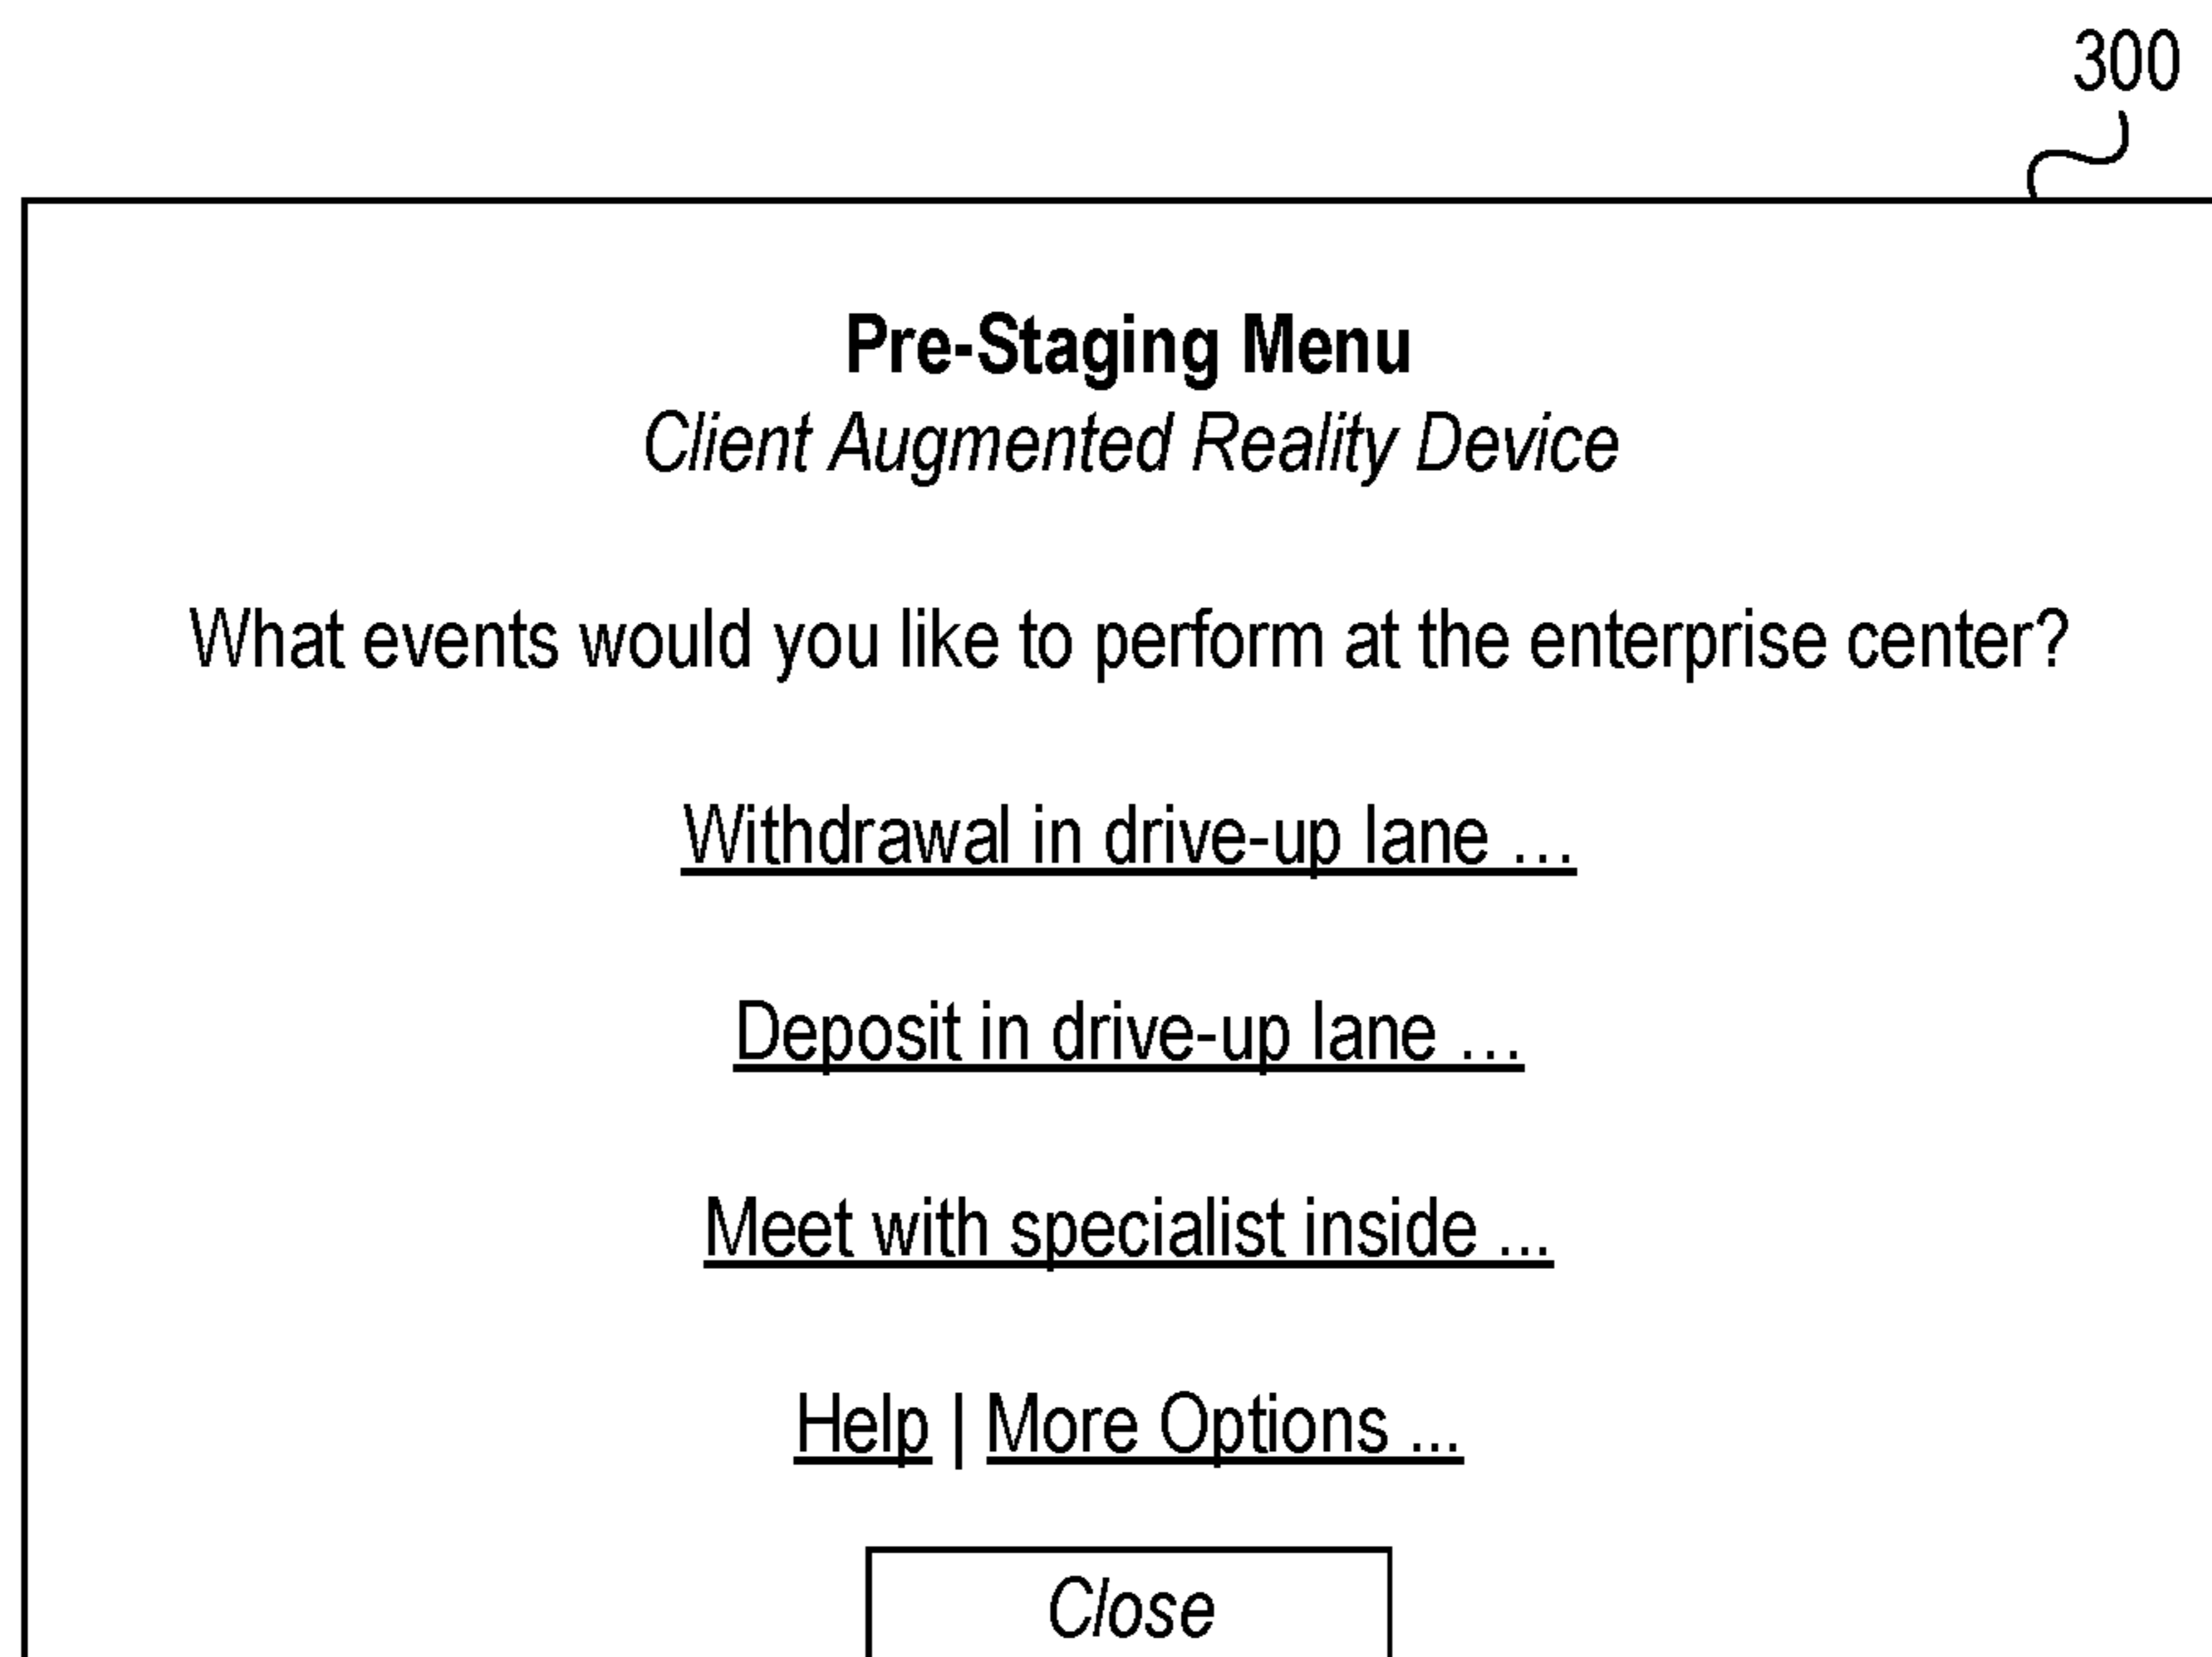 300
Pre-Staging Menu
Client Augmented Reality Device
What events would you like to perform at the enterprise center?
Withdrawal in drive-up lane ...
Deposit in drive-up lane ...
Meet with specialist inside ...
Help | More Options ...
Close